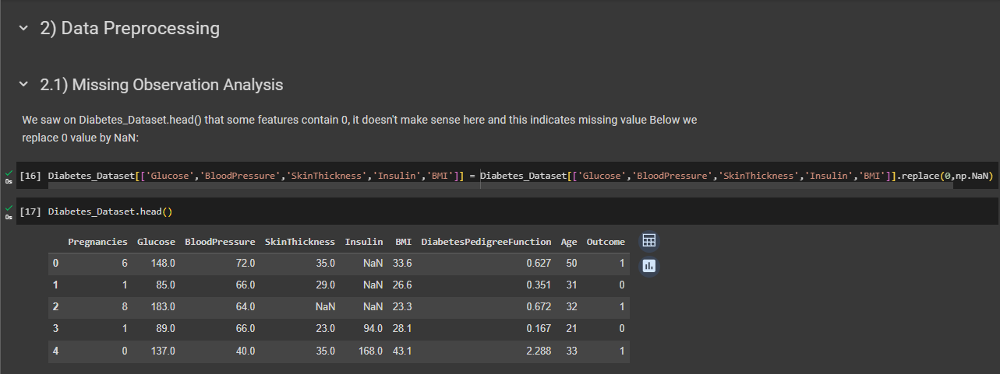 2) Data Preprocessing
2.1) Missing Observation Analysis
We saw on Diabetes_Dataset.head() that some features contain 0, it doesn't make sense here and this indicates missing value Below we
replace 0 value by NaN:
[16] Diabetes_Dataset[['Glucose','BloodPressure','SkinThickness','Insulin','BMI']] = Diabetes_Dataset[['Glucose','BloodPressure','SkinThickness','Insulin','BMI']].replace(0,np.NaN)
0s
[17] Diabetes_Dataset.head()
0s
Pregnancies Glucose BloodPressure SkinThickness Insulin BMI DiabetesPedigreeFunction Age Outcome
0 6 148.0 72.0 35.0 NaN 33.6 0.627 50 1
1 1 85.0 66.0 29.0 NaN 26.6 0.351 31 0
2 8 183.0 64.0 NaN NaN 23.3 0.672 32 1
3 1 89.0 66.0 23.0 94.0 28.1 0.167 21 0
4 0 137.0 40.0 35.0 168.0 43.1 2.288 33 1